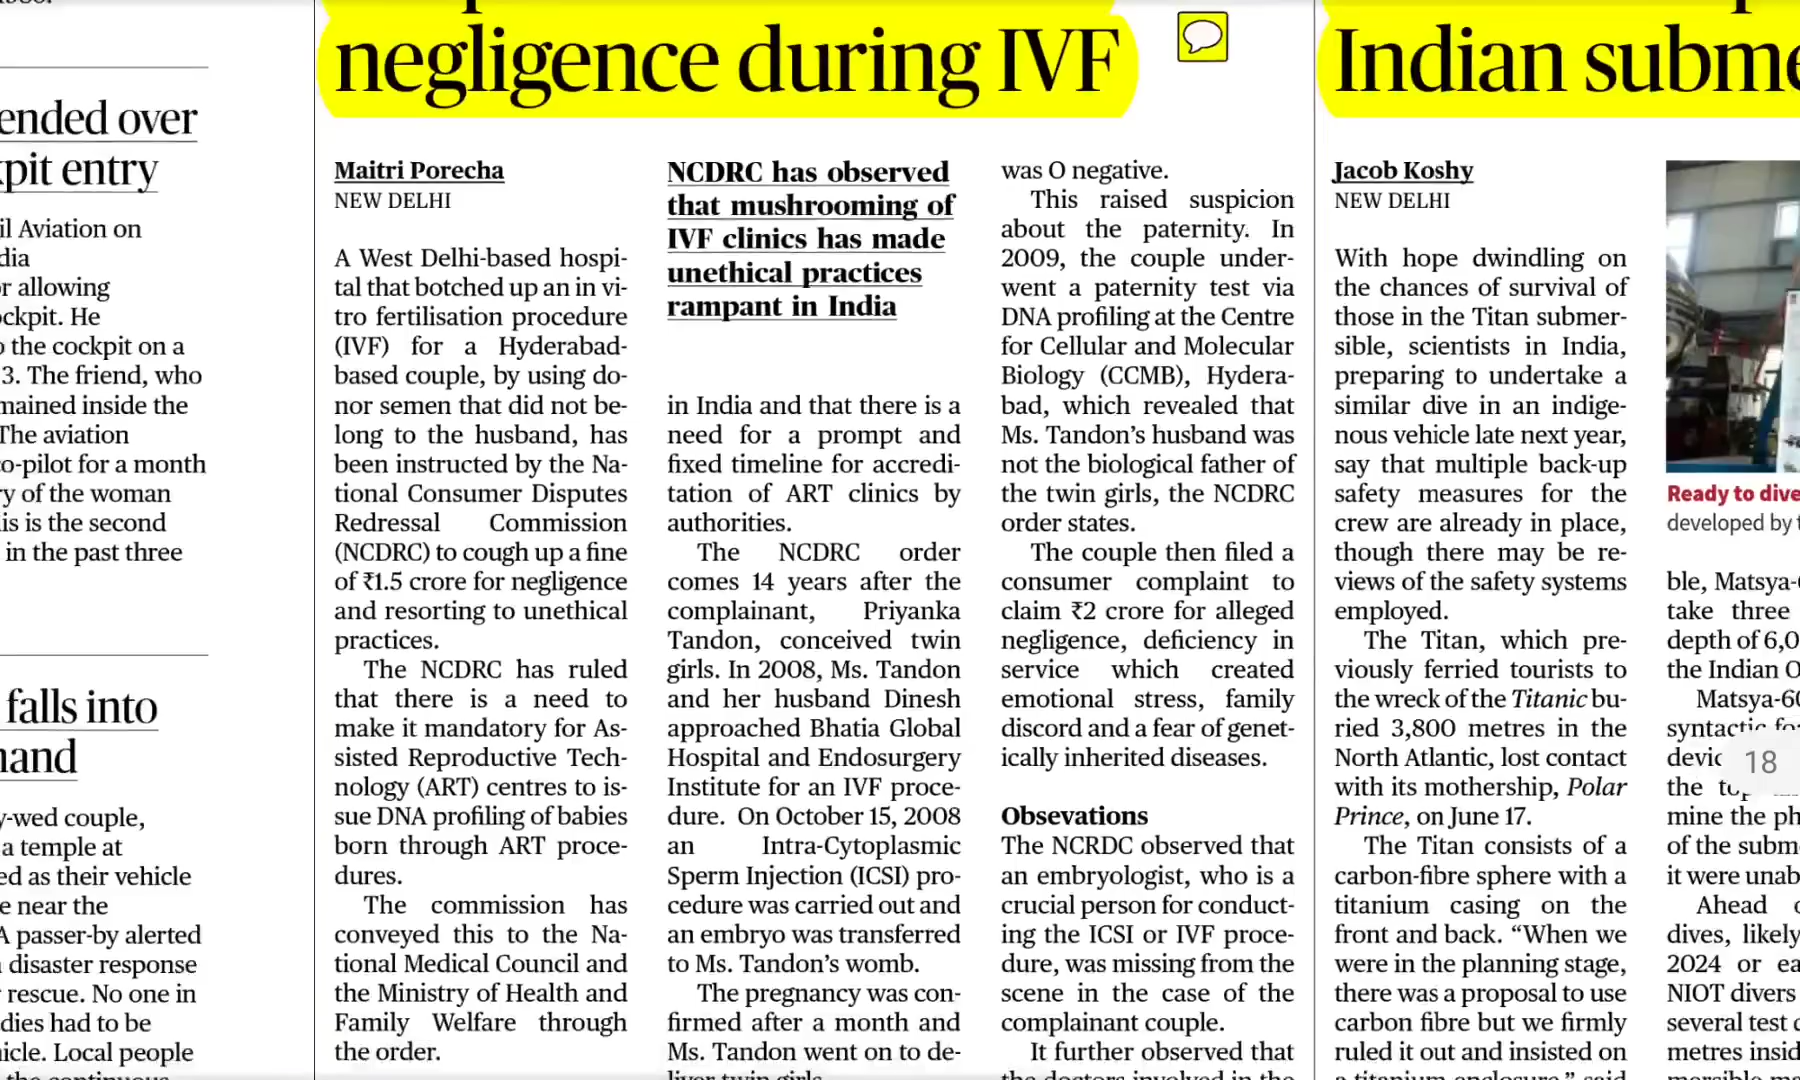 ended over
kpit entry
il Aviation on
dia
or allowing
ockpit. He
o the cockpit on a
3. The friend, who
mained inside the
The aviation
co-pilot for a month
ry of the woman
is is the second
in the past three
falls into
hand
y-wed couple,
a temple at
ed as their vehicle
e near the
A passer-by alerted
disaster response
rescue. No one in
dies had to be
icle. Local people
negligence during IVF
Maitri Porecha
NEW DELHI
A West Delhi-based hospi-
tal that botched up an in vi-
tro fertilisation procedure
(IVF) for a Hyderabad-
based couple, by using do-
nor semen that did not be-
long to the husband, has
been instructed by the Na-
tional Consumer Disputes
Redressal Commission
(NCDRC) to cough up a fine
of ₹1.5 crore for negligence
and resorting to unethical
practices.
The NCDRC has ruled
that there is a need to
make it mandatory for As-
sisted Reproductive Tech-
nology (ART) centres to is-
sue DNA profiling of babies
born through ART proce-
dures.
The commission has
conveyed this to the Na-
tional Medical Council and
the Ministry of Health and
Family Welfare through
the order.
NCDRC has observed
that mushrooming of
IVF clinics has made
unethical practices
rampant in India
in India and that there is a
need for a prompt and
fixed timeline for accredi-
tation of ART clinics by
authorities.
The NCDRC order
comes 14 years after the
complainant, Priyanka
Tandon, conceived twin
girls. In 2008, Ms. Tandon
and her husband Dinesh
approached Bhatia Global
Hospital and Endosurgery
Institute for an IVF proce-
dure. On October 15, 2008
an Intra-Cytoplasmic
Sperm Injection (ICSI) pro-
cedure was carried out and
an embryo was transferred
to Ms. Tandon's womb.
The pregnancy was con-
firmed after a month and
Ms. Tandon went on to de-
liver twin girls.
was O negative.
This raised suspicion
about the paternity. In
2009, the couple under-
went a paternity test via
DNA profiling at the Centre
for Cellular and Molecular
Biology (CCMB), Hydera-
bad, which revealed that
Ms. Tandon's husband was
not the biological father of
the twin girls, the NCDRC
order states.
The couple then filed a
consumer complaint to
claim ₹2 crore for alleged
negligence, deficiency in
service which created
emotional stress, family
discord and a fear of genet-
ically inherited diseases.
Obsevations
The NCRDC observed that
an embryologist, who is a
crucial person for conduct-
ing the ICSI or IVF proce-
dure, was missing from the
scene in the case of the
complainant couple.
It further observed that
the doctors involved in the
Indian subme
Jacob Koshy
NEW DELHI
With hope dwindling on
the chances of survival of
those in the Titan submer-
sible, scientists in India,
preparing to undertake a
similar dive in an indige-
nous vehicle late next year,
say that multiple back-up
safety measures for the
crew are already in place,
though there may be re-
views of the safety systems
employed.
The Titan, which pre-
viously ferried tourists to
the wreck of the Titanic bu-
ried 3,800 metres in the
North Atlantic, lost contact
with its mothership, Polar
Prince, on June 17.
The Titan consists of a
carbon-fibre sphere with a
titanium casing on the
front and back. "When we
were in the planning stage,
there was a proposal to use
carbon fibre but we firmly
ruled it out and insisted on
a titanium enclosure," said
Ready to dive
developed by t
ble, Matsya-6
take three
depth of 6,0
the Indian O
Matsya-60
syntactic fo
devic
the top
mine the ph
of the subm
it were unab
Ahead o
dives, likely
2024 or ea
NIOT divers
several test d
metres insid
18